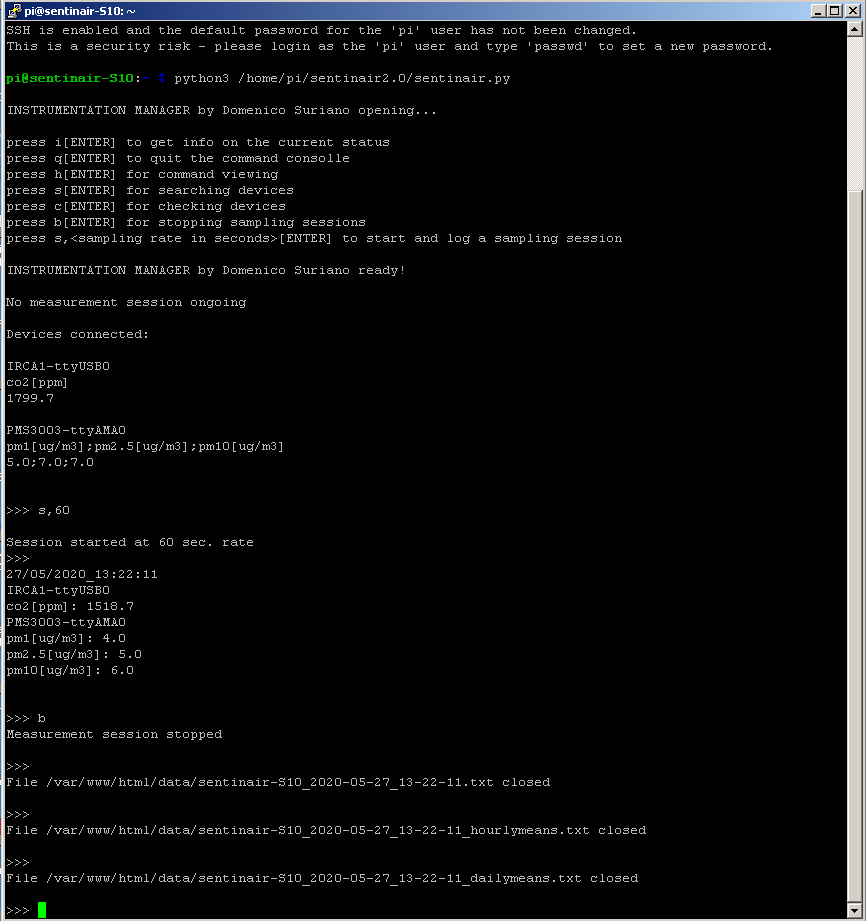 pi@sentinair-S10: ~
SSH is enabled and the default password for the 'pi' user has not been changed.
This is a security risk - please login as the 'pi' user and type 'passwd' to set a new password.
pi@sentinair-S10:~ $ python3 /home/pi/sentinair2.0/sentinair.py
INSTRUMENTATION MANAGER by Domenico Suriano opening...
press i[ENTER] to get info on the current status
press q[ENTER] to quit the command consolle
press h[ENTER] for command viewing
press s[ENTER] for searching devices
press c[ENTER] for checking devices
press b[ENTER] for stopping sampling sessions
press s,<sampling rate in seconds>[ENTER] to start and log a sampling session
INSTRUMENTATION MANAGER by Domenico Suriano ready!
No measurement session ongoing
Devices connected:
IRCA1-ttyUSB0
co2[ppm]
1799.7
PMS3003-ttyAMA0
pm1[ug/m3];pm2.5[ug/m3];pm10[ug/m3]
5.0;7.0;7.0
>>> s,60
Session started at 60 sec. rate
>>>
27/05/2020_13:22:11
IRCA1-ttyUSB0
co2[ppm]: 1518.7
PMS3003-ttyAMA0
pm1[ug/m3]: 4.0
pm2.5[ug/m3]: 5.0
pm10[ug/m3]: 6.0
>>> b
Measurement session stopped
>>>
File /var/www/html/data/sentinair-S10_2020-05-27_13-22-11.txt closed
>>>
File /var/www/html/data/sentinair-S10_2020-05-27_13-22-11_hourlymeans.txt closed
>>>
File /var/www/html/data/sentinair-S10_2020-05-27_13-22-11_dailymeans.txt closed
>>>